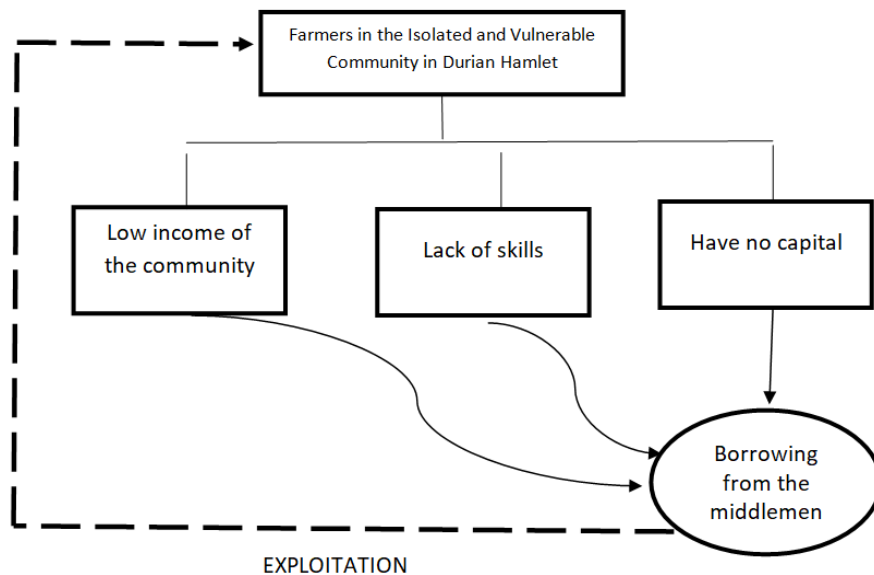 Farmers in the Isolated and Vulnerable
Community in Durian Hamlet
Low income of
the community
Lack of skills
Have no capital
Borrowing
from the
middlemen
EXPLOITATION